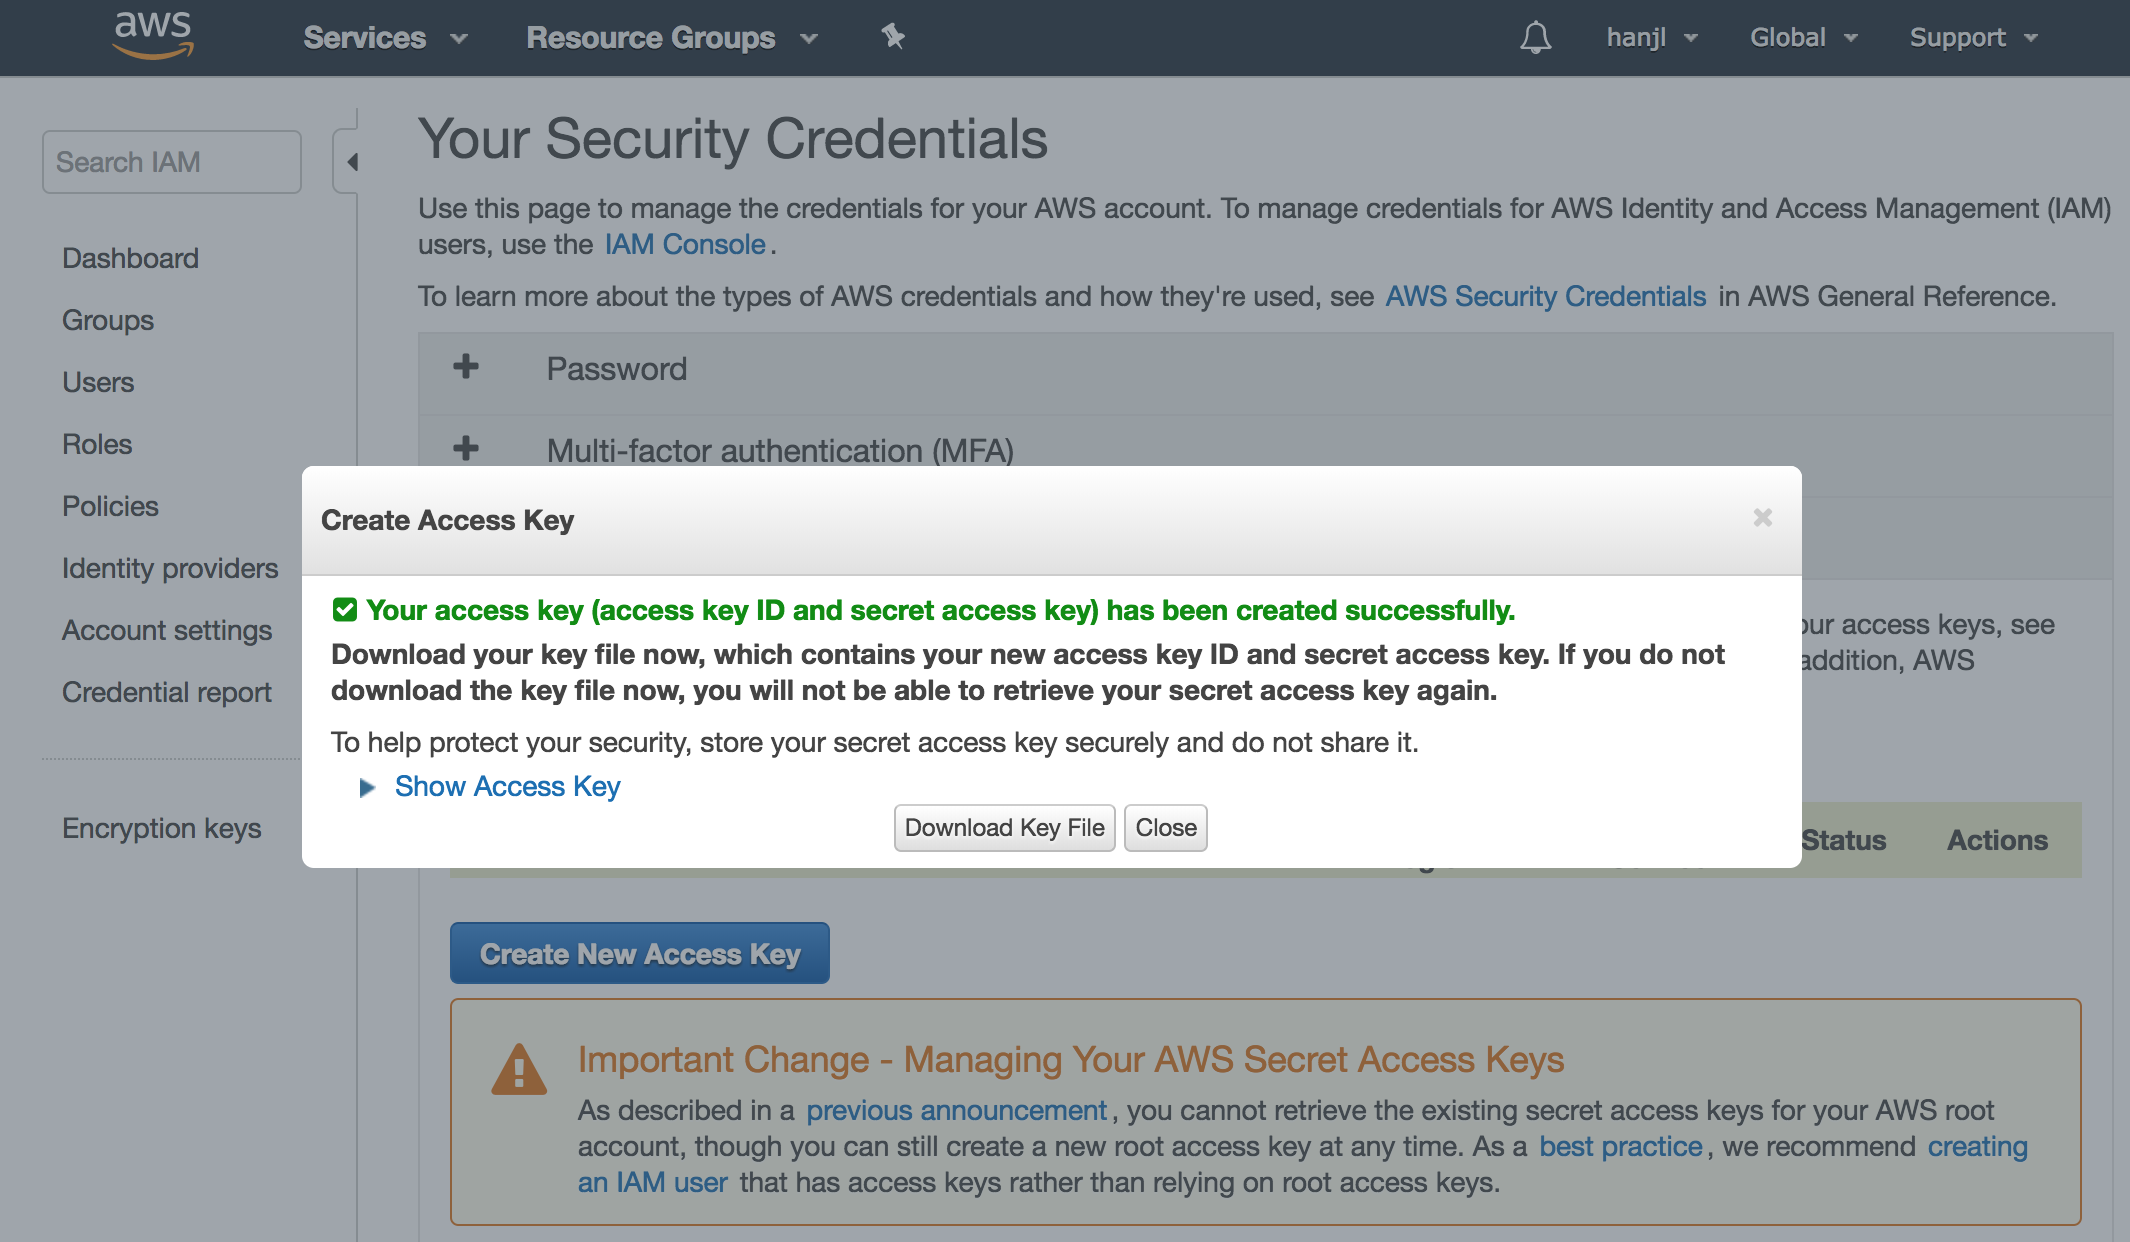 aws
Services
Resource Groups
hanjl
Global
Support
Search IAM
Dashboard
Groups
Users
Roles
Policies
Identity providers
Account settings
Credential report
Encryption keys
Your Security Credentials
Use this page to manage the credentials for your AWS account. To manage credentials for AWS Identity and Access Management (IAM)
users, use the IAM Console.
To learn more about the types of AWS credentials and how they're used, see AWS Security Credentials in AWS General Reference.
Password
Multi-factor authentication (MFA)
Create Access Key
Your access key (access key ID and secret access key) has been created successfully.
Download your key file now, which contains your new access key ID and secret access key. If you do not
download the key file now, you will not be able to retrieve your secret access key again.
To help protect your security, store your secret access key securely and do not share it.
Show Access Key
Download Key File
Close
access keys, see
addition, AWS
Status
Actions
Create New Access Key
Important Change - Managing Your AWS Secret Access Keys
As described in a previous announcement, you cannot retrieve the existing secret access keys for your AWS root
account, though you can still create a new root access key at any time. As a best practice, we recommend creating
an IAM user that has access keys rather than relying on root access keys.